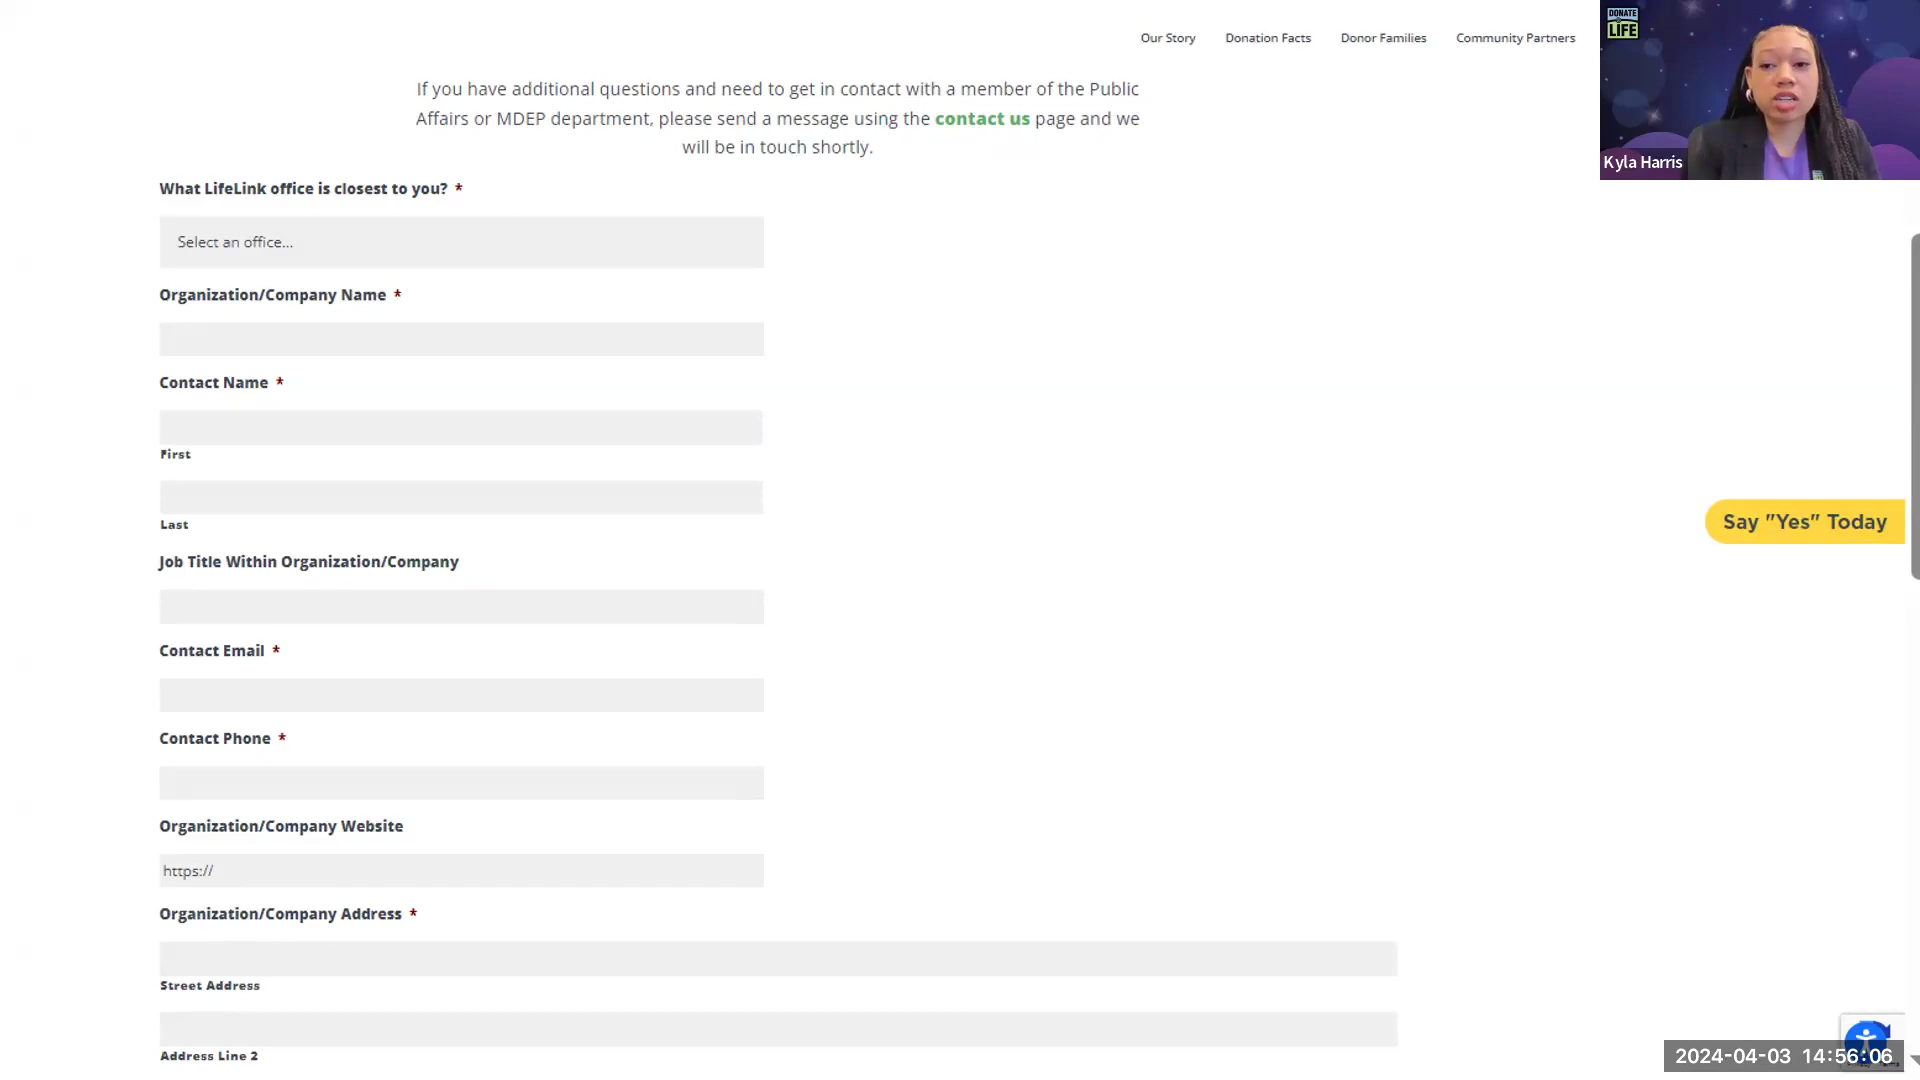 Our Story Donation Facts Donor Families Community Partners
DONATE
LIFE
Kyla Harris
If you have additional questions and need to get in contact with a member of the Public
Affairs or MDEP department, please send a message using the contact us page and we
will be in touch shortly.
What LifeLink office is closest to you? *
Select an office...
Organization/Company Name *
Contact Name *
First
Last
Say "Yes" Today
Job Title Within Organization/Company
Contact Email *
Contact Phone *
Organization/Company Website
https://
Organization/Company Address *
Street Address
Address Line 2
2024-04-03 14:56:06